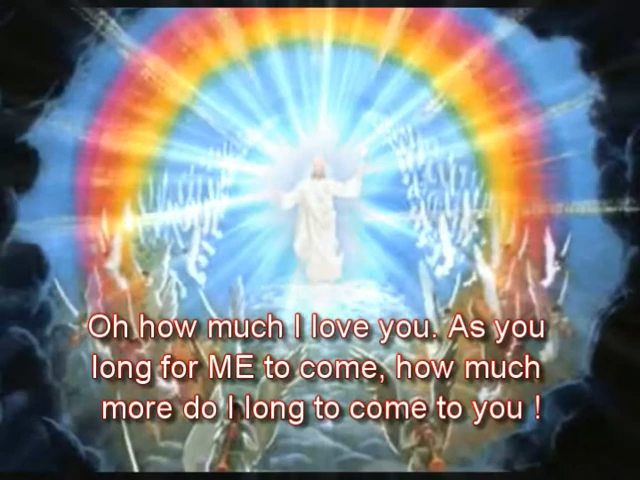 Oh how much I love you. As you
long for ME to come, how much
more do I long to come to you !